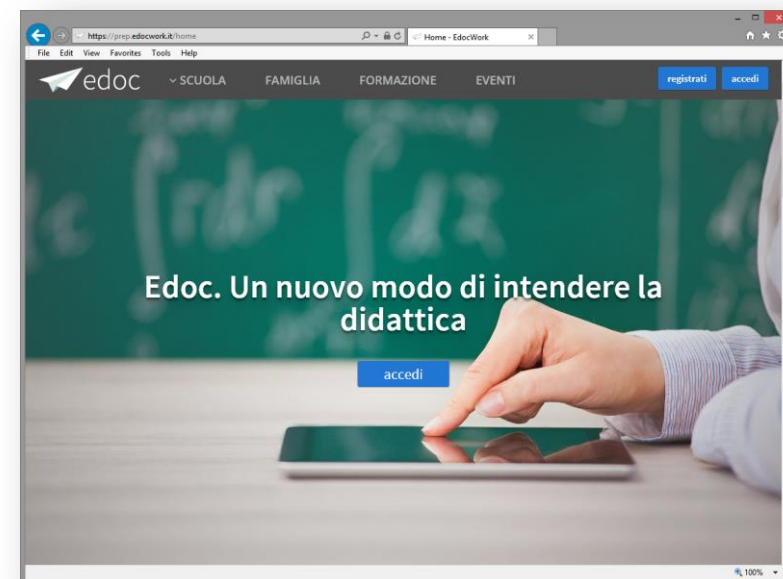 https://prep.edocwork.it/home
Home - EdocWork
File Edit View Favorites Tools Help
edoc
SCUOLA FAMIGLIA FORMAZIONE EVENTI registrati accedi
Edoc. Un nuovo modo di intendere la
didattica
accedi
100%